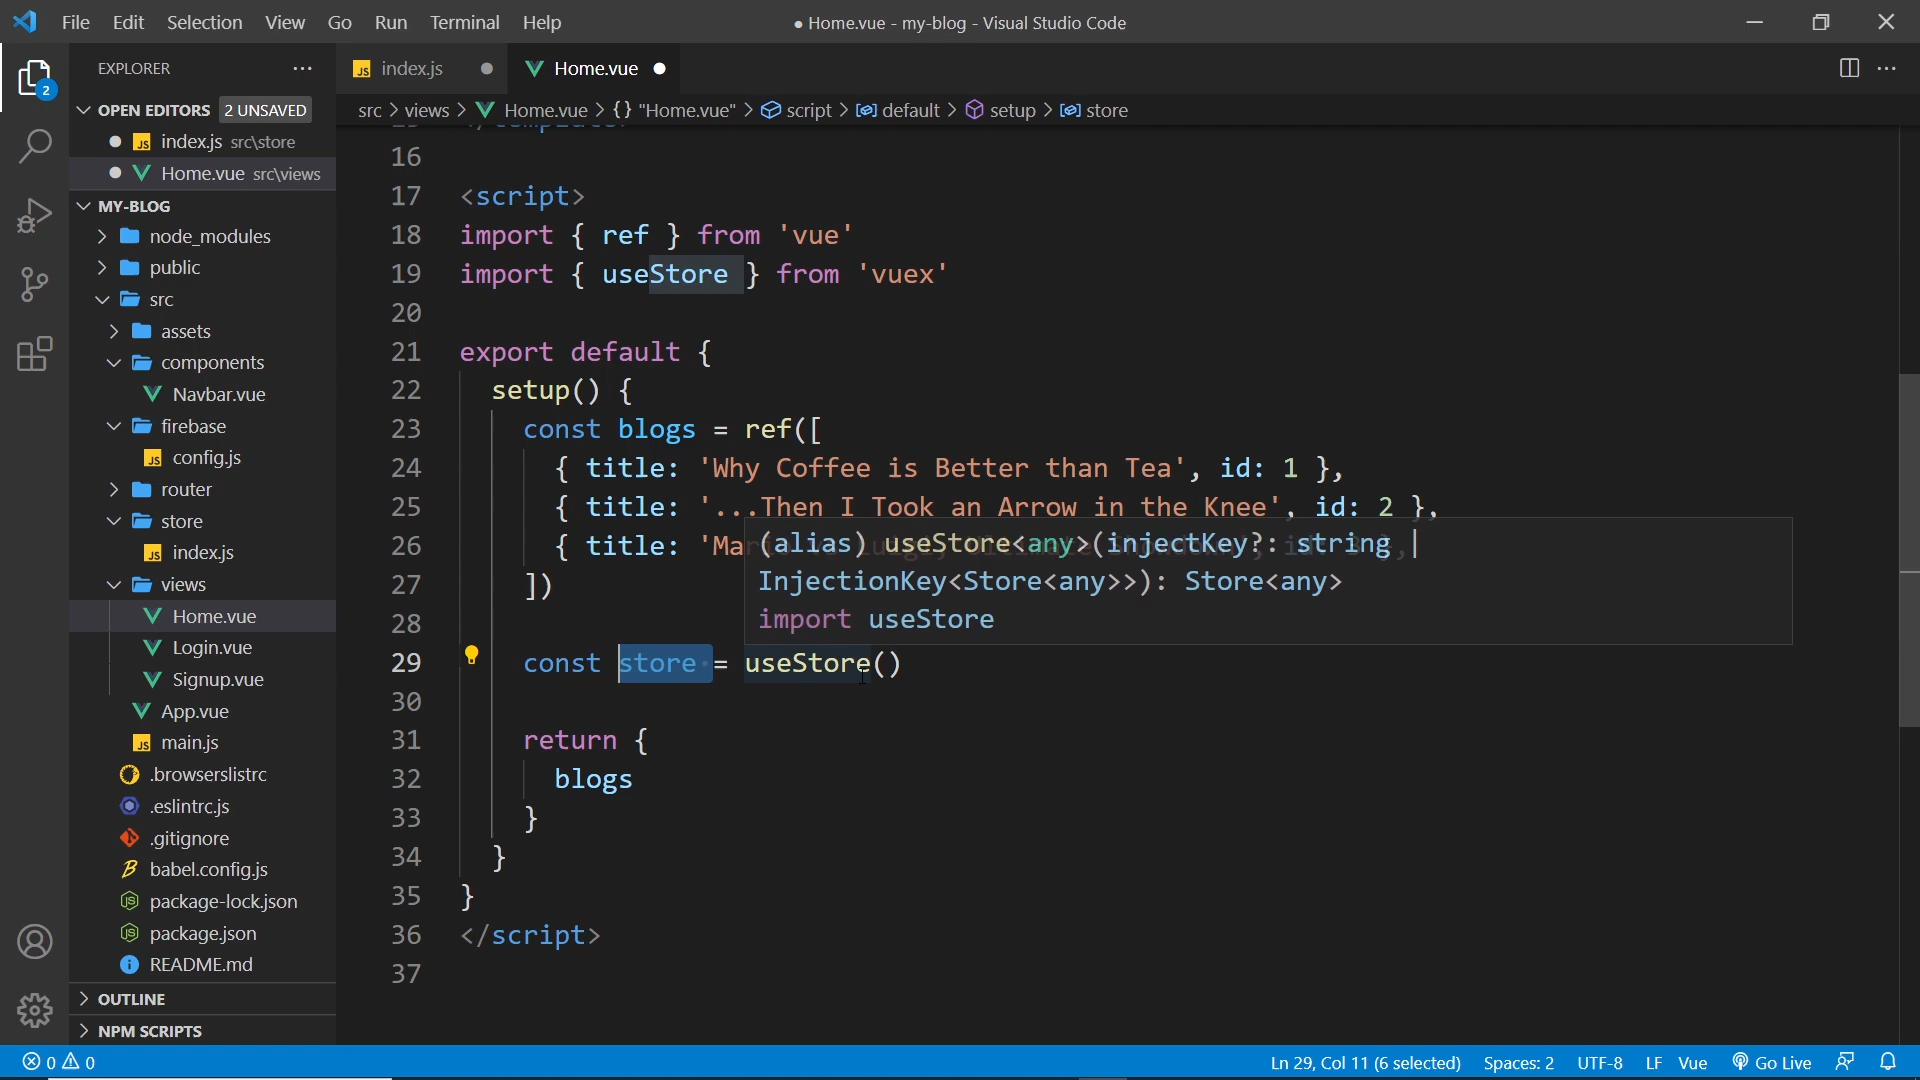 File Edit Selection View Go Run Terminal Help
● Home.vue - my-blog - Visual Studio Code
EXPLORER
2
OPEN EDITORS 2 UNSAVED
index.js src\store
Home.vue src\views
MY-BLOG
node_modules
public
src
assets
components
Navbar.vue
firebase
config.js
router
store
index.js
views
Home.vue
Login.vue
Signup.vue
App.vue
main.js
.browserslistrc
.eslintrc.js
.gitignore
babel.config.js
package-lock.json
package.json
README.md
OUTLINE
NPM SCRIPTS
index.js Home.vue
src > views > Home.vue > {} "Home.vue" > script > default > setup > store
16
17 <script>
18 import { ref } from 'vue'
19 import { useStore } from 'vuex'
20
21 export default {
22 setup() {
23 const blogs = ref([
24 { title: 'Why Coffee is Better than Tea', id: 1 },
25 { title: '...Then I Took an Arrow in the Knee', id: 2 },
26 { title: 'Ma
(alias) useStore<any>(injectKey?: string |
27 ])
InjectionKey<Store<any>>): Store<any>
import useStore
28
29 const store = useStore()
30
31 return {
32 blogs
33 }
34 }
35 }
36 </script>
37
0 0
Ln 29, Col 11 (6 selected) Spaces: 2 UTF-8 LF Vue Go Live